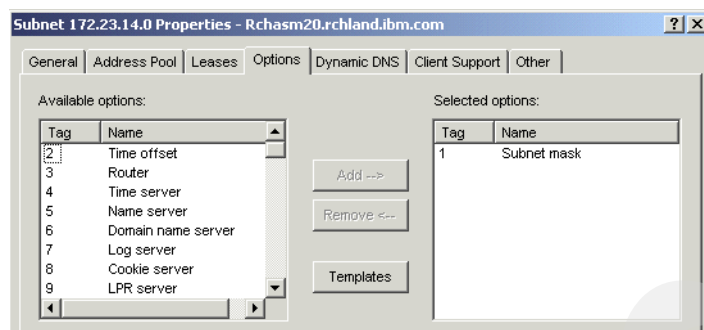 Subnet 172.23.14.0 Properties - Rchasm20.rchland.ibm.com
General Address Pool Leases Options Dynamic DNS Client Support Other
Available options:
Tag Name
2 Time offset
3 Router
4 Time server
5 Name server
6 Domain name server
7 Log server
8 Cookie server
9 LPR server
Add -->
Remove <--
Templates
Selected options:
Tag Name
1 Subnet mask